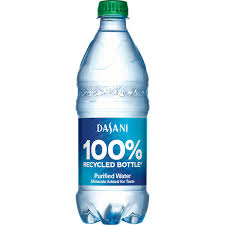 DASANI
100%
RECYCLED BOTTLE*
Purified Water
Minerals Added for Taste